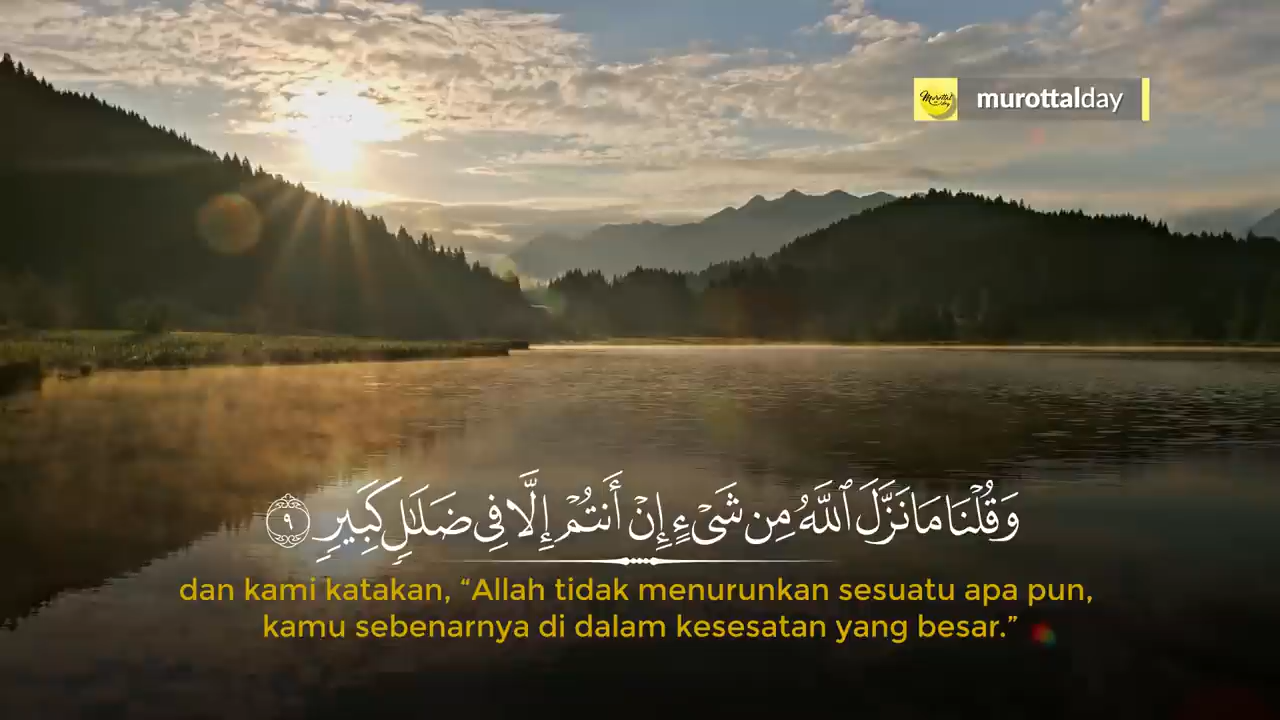 murottalday
وَقُلْنَا مَا نَزَّلَ ٱللَّهُ مِن شَىْءٍ إِنْ أَنتُمْ إِلَّا فِى ضَلَٰلٍ كَبِيرٍ ٩
dan kami katakan, “Allah tidak menurunkan sesuatu apa pun,
kamu sebenarnya di dalam kesesatan yang besar.”